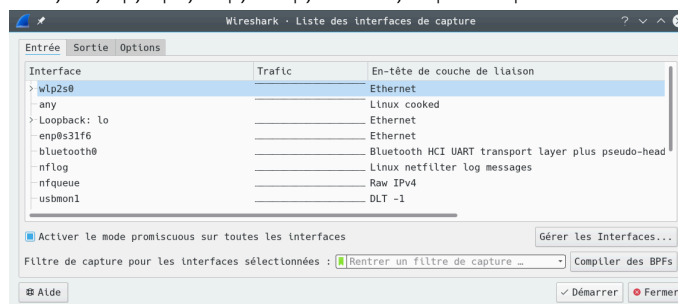 Wireshark · Liste des interfaces de capture
Entrée Sortie Options
Interface Trafic En-tête de couche de liaison
wlp2s0 Ethernet
any Linux cooked
Loopback: lo Ethernet
enp0s31f6 Ethernet
bluetooth0 Bluetooth HCI UART transport layer plus pseudo-head
nflog Linux netfilter log messages
nfqueue Raw IPv4
usbmon1 DLT -1
Activer le mode promiscuous sur toutes les interfaces Gérer les Interfaces...
Filtre de capture pour les interfaces sélectionnées : Rentrer un filtre de capture … Compiler des BPFs
Aide Démarrer Fermer